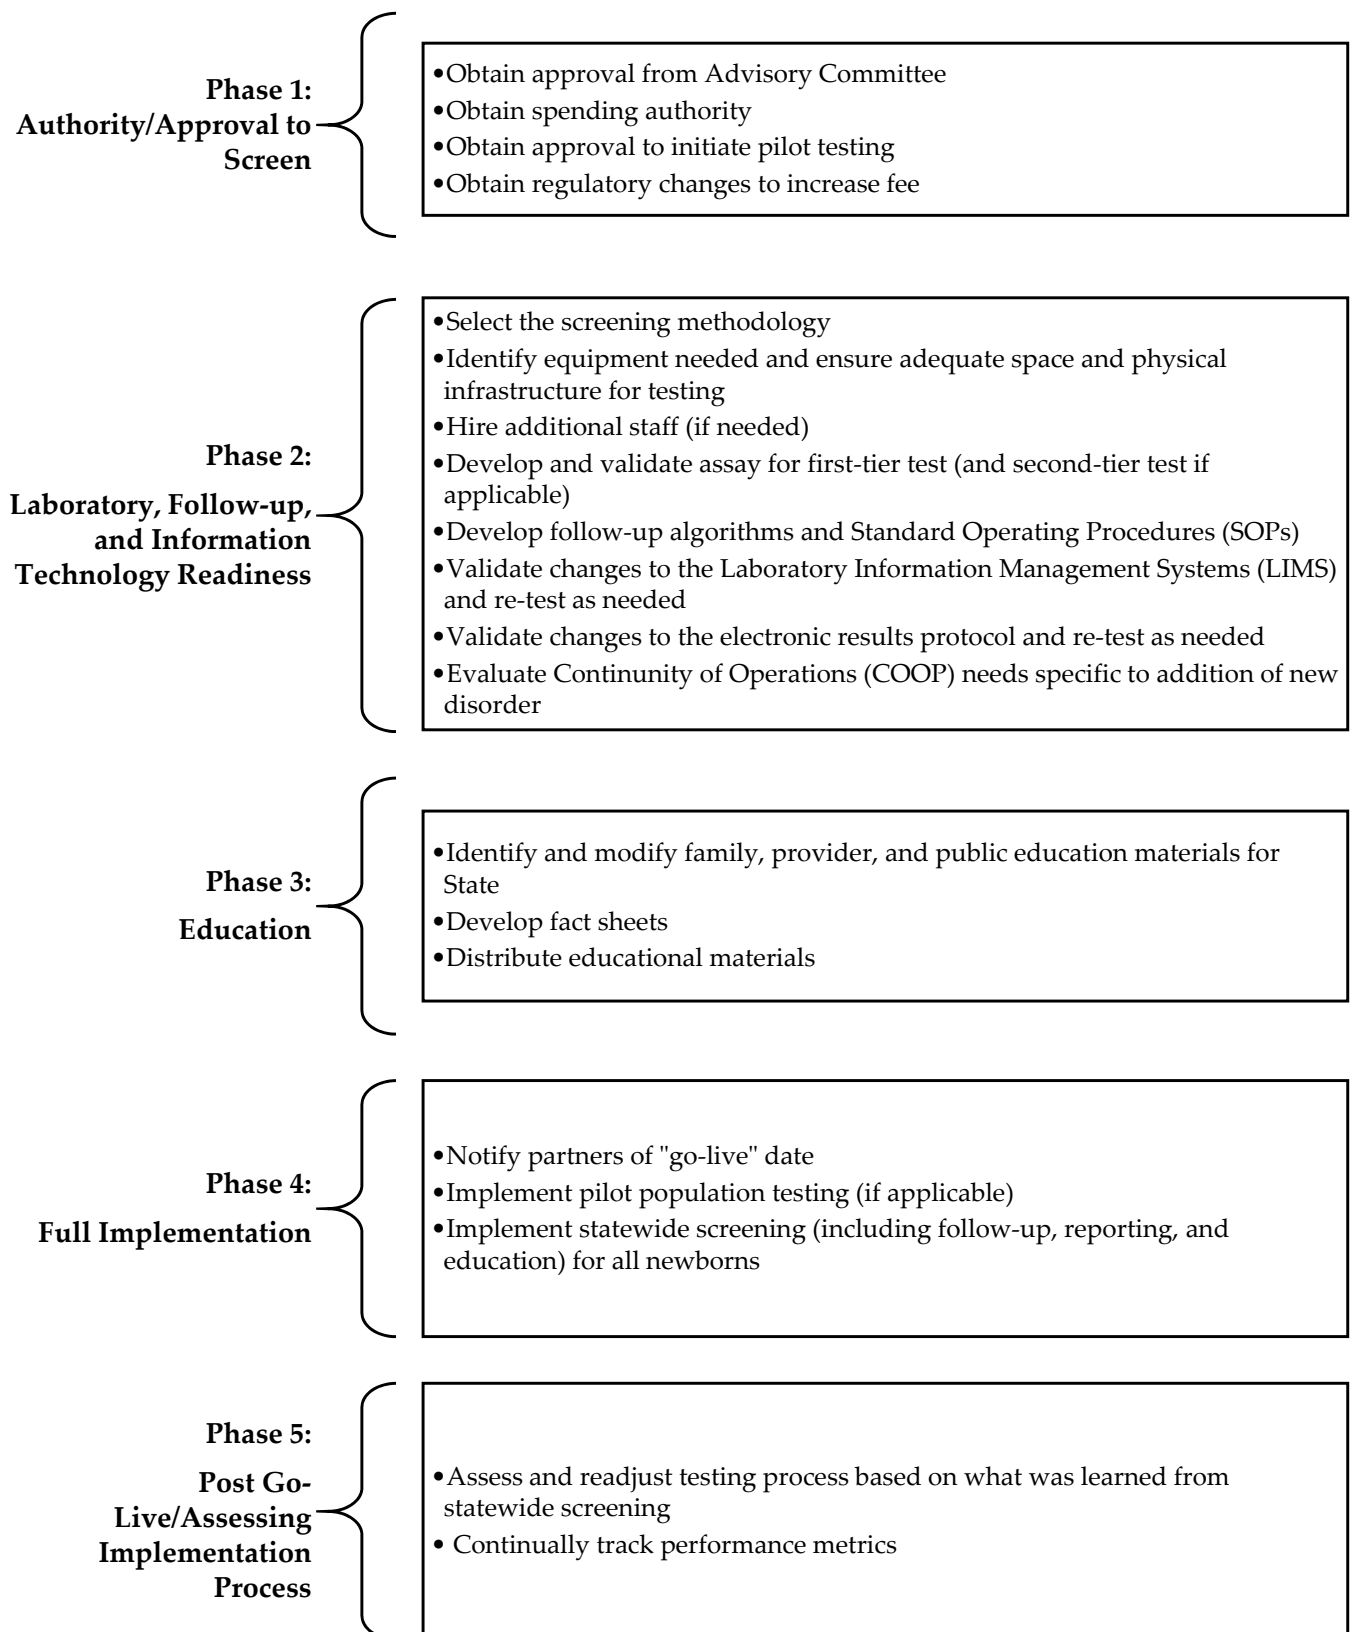 Phase 1:
Authority/Approval to
Screen
•Obtain approval from Advisory Committee
•Obtain spending authority
•Obtain approval to initiate pilot testing
•Obtain regulatory changes to increase fee
Phase 2:
Laboratory, Follow-up,
and Information
Technology Readiness
•Select the screening methodology
•Identify equipment needed and ensure adequate space and physical
infrastructure for testing
•Hire additional staff (if needed)
•Develop and validate assay for first-tier test (and second-tier test if
applicable)
•Develop follow-up algorithms and Standard Operating Procedures (SOPs)
•Validate changes to the Laboratory Information Management Systems (LIMS)
and re-test as needed
•Validate changes to the electronic results protocol and re-test as needed
•Evaluate Continunity of Operations (COOP) needs specific to addition of new
disorder
Phase 3:
Education
•Identify and modify family, provider, and public education materials for
State
•Develop fact sheets
•Distribute educational materials
Phase 4:
Full Implementation
•Notify partners of "go-live" date
•Implement pilot population testing (if applicable)
•Implement statewide screening (including follow-up, reporting, and
education) for all newborns
Phase 5:
Post Go-
Live/Assessing
Implementation
Process
•Assess and readjust testing process based on what was learned from
statewide screening
• Continually track performance metrics